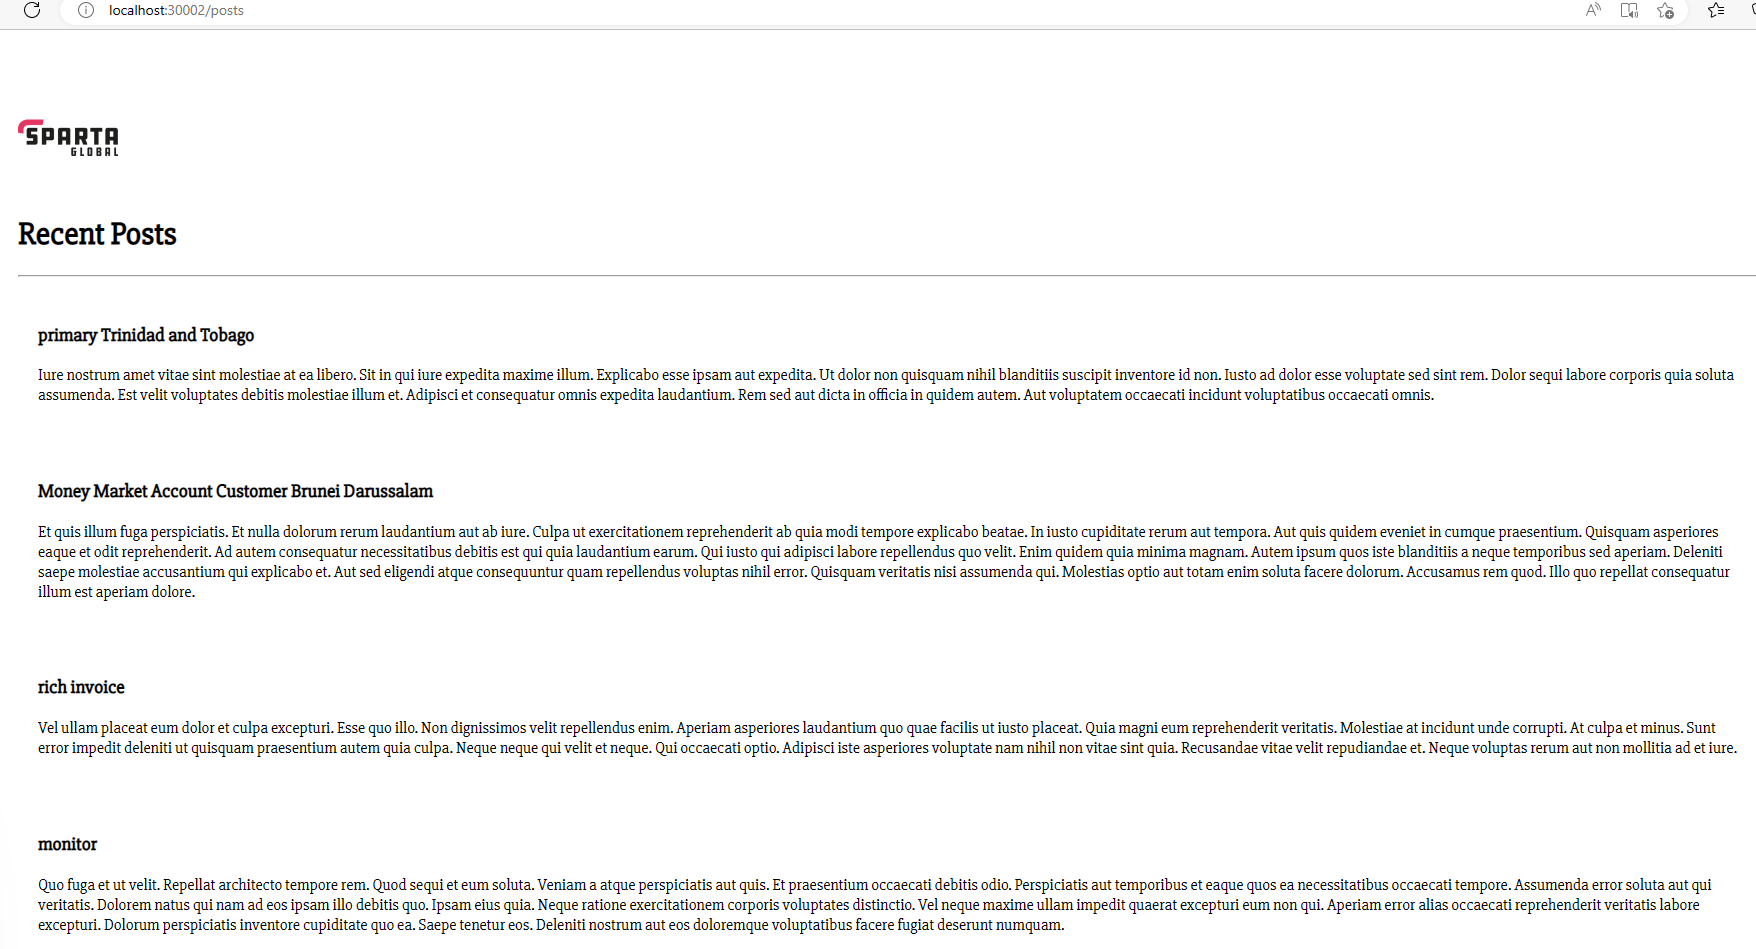 localhost:30002/posts
SPARTA
GLOBAL
Recent Posts
primary Trinidad and Tobago
Iure nostrum amet vitae sint molestiae at ea libero. Sit in qui iure expedita maxime illum. Explicabo esse ipsam aut expedita. Ut dolor non quisquam nihil blanditiis suscipit inventore id non. Iusto ad dolor esse voluptate sed sint rem. Dolor sequi labore corporis quia soluta
assumenda. Est velit voluptates debitis molestiae illum et. Adipisci et consequatur omnis expedita laudantium. Rem sed aut dicta in officia in quidem autem. Aut voluptatem occaecati incidunt voluptatibus occaecati omnis.
Money Market Account Customer Brunei Darussalam
Et quis illum fuga perspiciatis. Et nulla dolorum rerum laudantium aut ab iure. Culpa ut exercitationem reprehenderit ab quia modi tempore explicabo beatae. In iusto cupiditate rerum aut tempora. Aut quis quidem eveniet in cumque praesentium. Quisquam asperiores
eaque et odit reprehenderit. Ad autem consequatur necessitatibus debitis est qui quia laudantium earum. Qui iusto qui adipisci labore repellendus quo velit. Enim quidem quia minima magnam. Autem ipsum quos iste blanditiis a neque temporibus sed aperiam. Deleniti
saepe molestiae accusantium qui explicabo et. Aut sed eligendi atque consequuntur quam repellendus voluptas nihil error. Quisquam veritatis nisi assumenda qui. Molestias optio aut totam enim soluta facere dolorum. Accusamus rem quod. Illo quo repellat consequatur
illum est aperiam dolore.
rich invoice
Vel ullam placeat eum dolor et culpa excepturi. Esse quo illo. Non dignissimos velit repellendus enim. Aperiam asperiores laudantium quo quae facilis ut iusto placeat. Quia magni eum reprehenderit veritatis. Molestiae at incidunt unde corrupti. At culpa et minus. Sunt
error impedit deleniti ut quisquam praesentium autem quia culpa. Neque neque qui velit et neque. Qui occaecati optio. Adipisci iste asperiores voluptate nam nihil non vitae sint quia. Recusandae vitae velit repudiandae et. Neque voluptas rerum aut non mollitia ad et iure.
monitor
Quo fuga et ut velit. Repellat architecto tempore rem. Quod sequi et eum soluta. Veniam a atque perspiciatis aut quis. Et praesentium occaecati debitis odio. Perspiciatis aut temporibus et eaque quos ea necessitatibus occaecati tempore. Assumenda error soluta aut qui
veritatis. Dolorem natus qui nam ad eos ipsam illo debitis quo. Ipsam eius quia. Neque ratione exercitationem corporis voluptates distinctio. Vel neque maxime ullam impedit quaerat excepturi eum non qui. Aperiam error alias occaecati reprehenderit veritatis labore
excepturi. Dolorum perspiciatis inventore cupiditate quo ea. Saepe tenetur eos. Deleniti nostrum aut eos doloremque voluptatibus facere fugiat deserunt numquam.